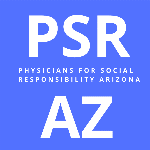 PSR
PHYSICIANS FOR SOCIAL
RESPONSIBILITY ARIZONA
AZ